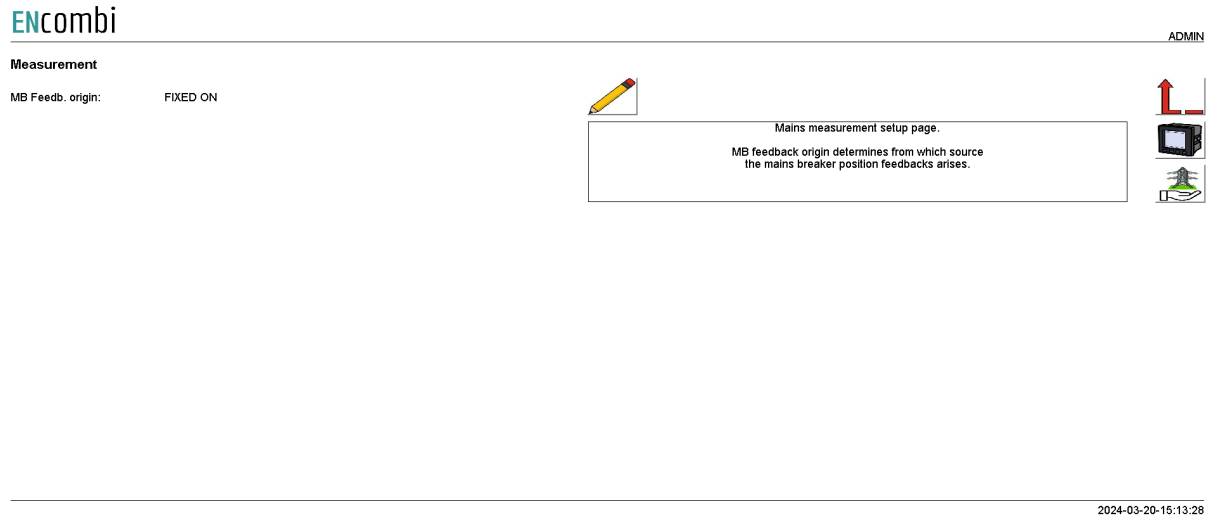 ENcombi
ADMIN
Measurement
MB Feedb. origin: FIXED ON
Mains measurement setup page.
MB feedback origin determines from which source
the mains breaker position feedbacks arises.
2024-03-20-15:13:28